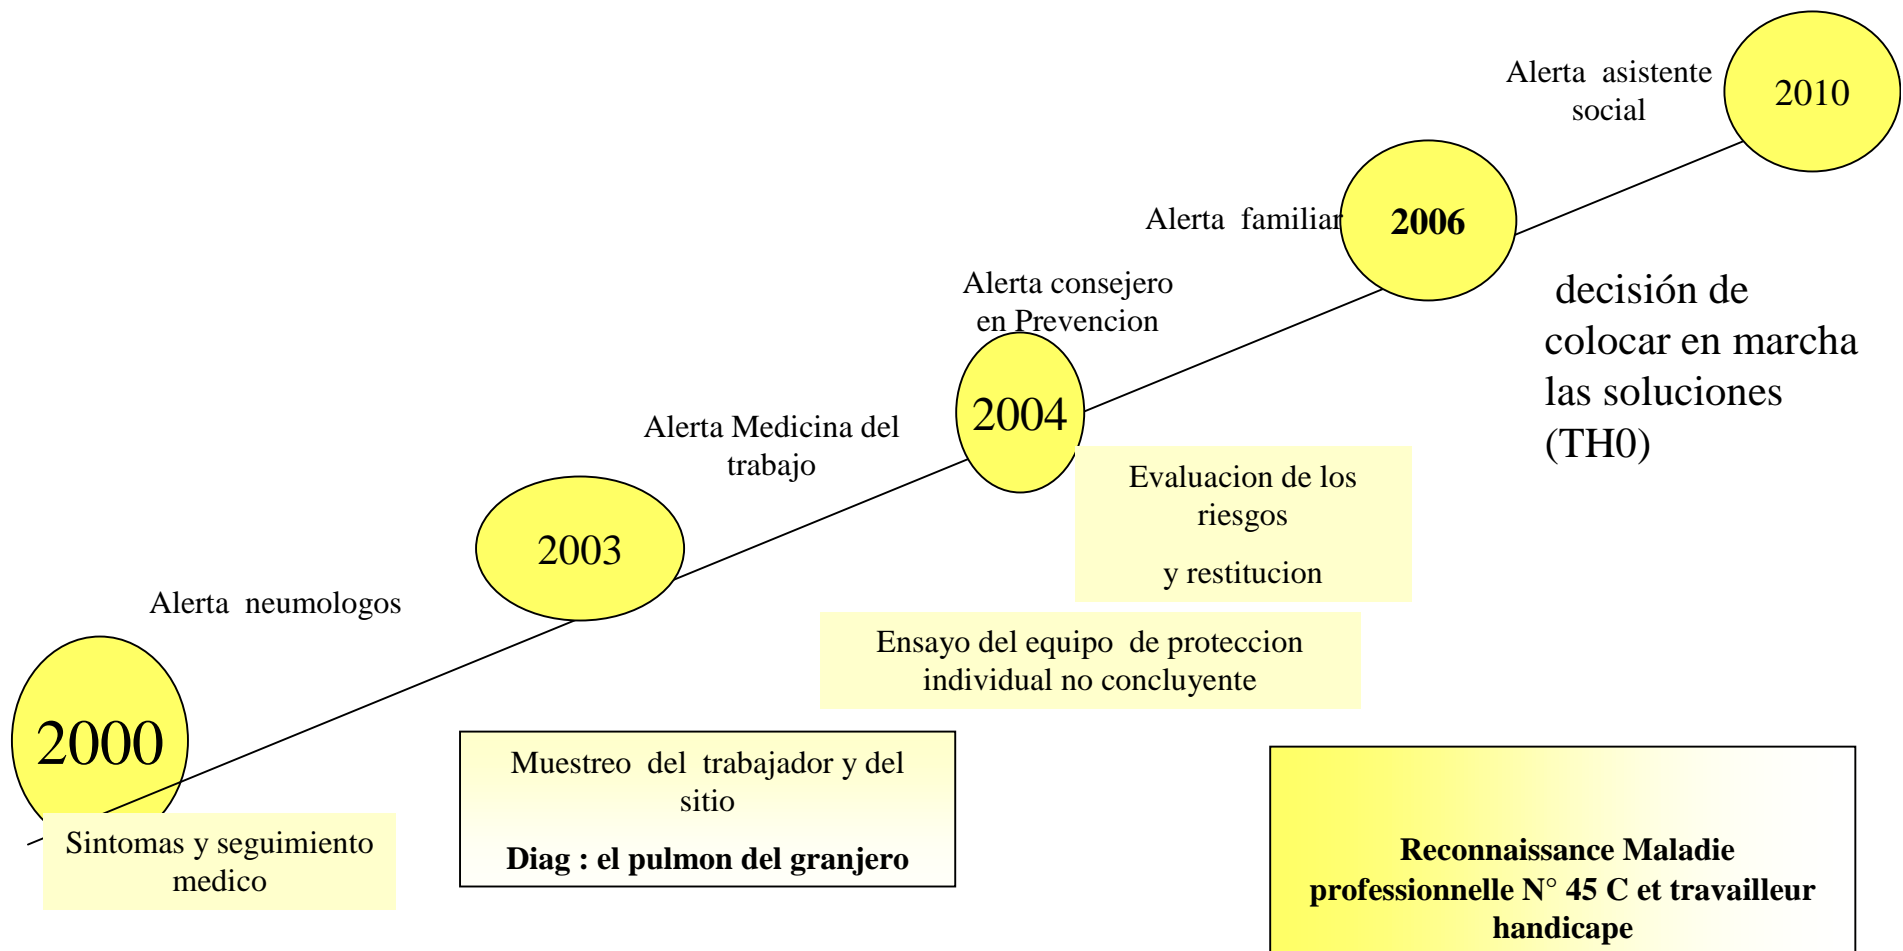 Alerta asistente
social
2010
Alerta familiar
2006
Alerta consejero
en Prevencion
decisión de
colocar en marcha
las soluciones
(TH0)
2004
Alerta Medicina del
trabajo
Evaluacion de los
riesgos
y restitucion
2003
Alerta neumologos
Ensayo del equipo de proteccion
individual no concluyente
2000
Sintomas y seguimiento
medico
Muestreo del trabajador y del
sitio
Diag : el pulmon del granjero
Reconnaissance Maladie
professionnelle N° 45 C et travailleur
handicape